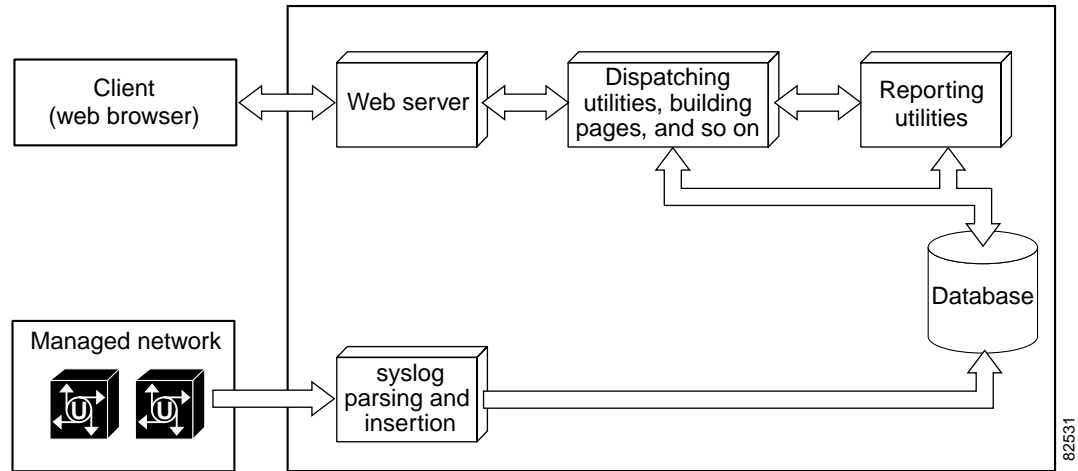 Client
(web browser)
Web server
Dispatching
utilities, building
pages, and so on
Reporting
utilities
Database
Managed network
U
U
syslog
parsing and
insertion
82531